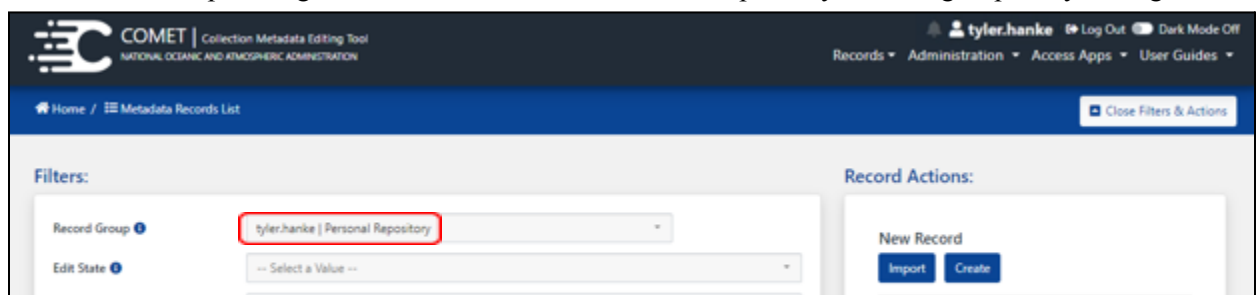 COMET | Collection Metadata Editing Tool
NATIONAL OCEANIC AND ATMOSPHERIC ADMINISTRATION
tyler.hanke Log Out Dark Mode Off
Records Administration Access Apps User Guides
Home / Metadata Records List
Close Filters & Actions
Filters:
Record Group
tyler.hanke | Personal Repository
Edit State
-- Select a Value --
Record Actions:
New Record
Import Create